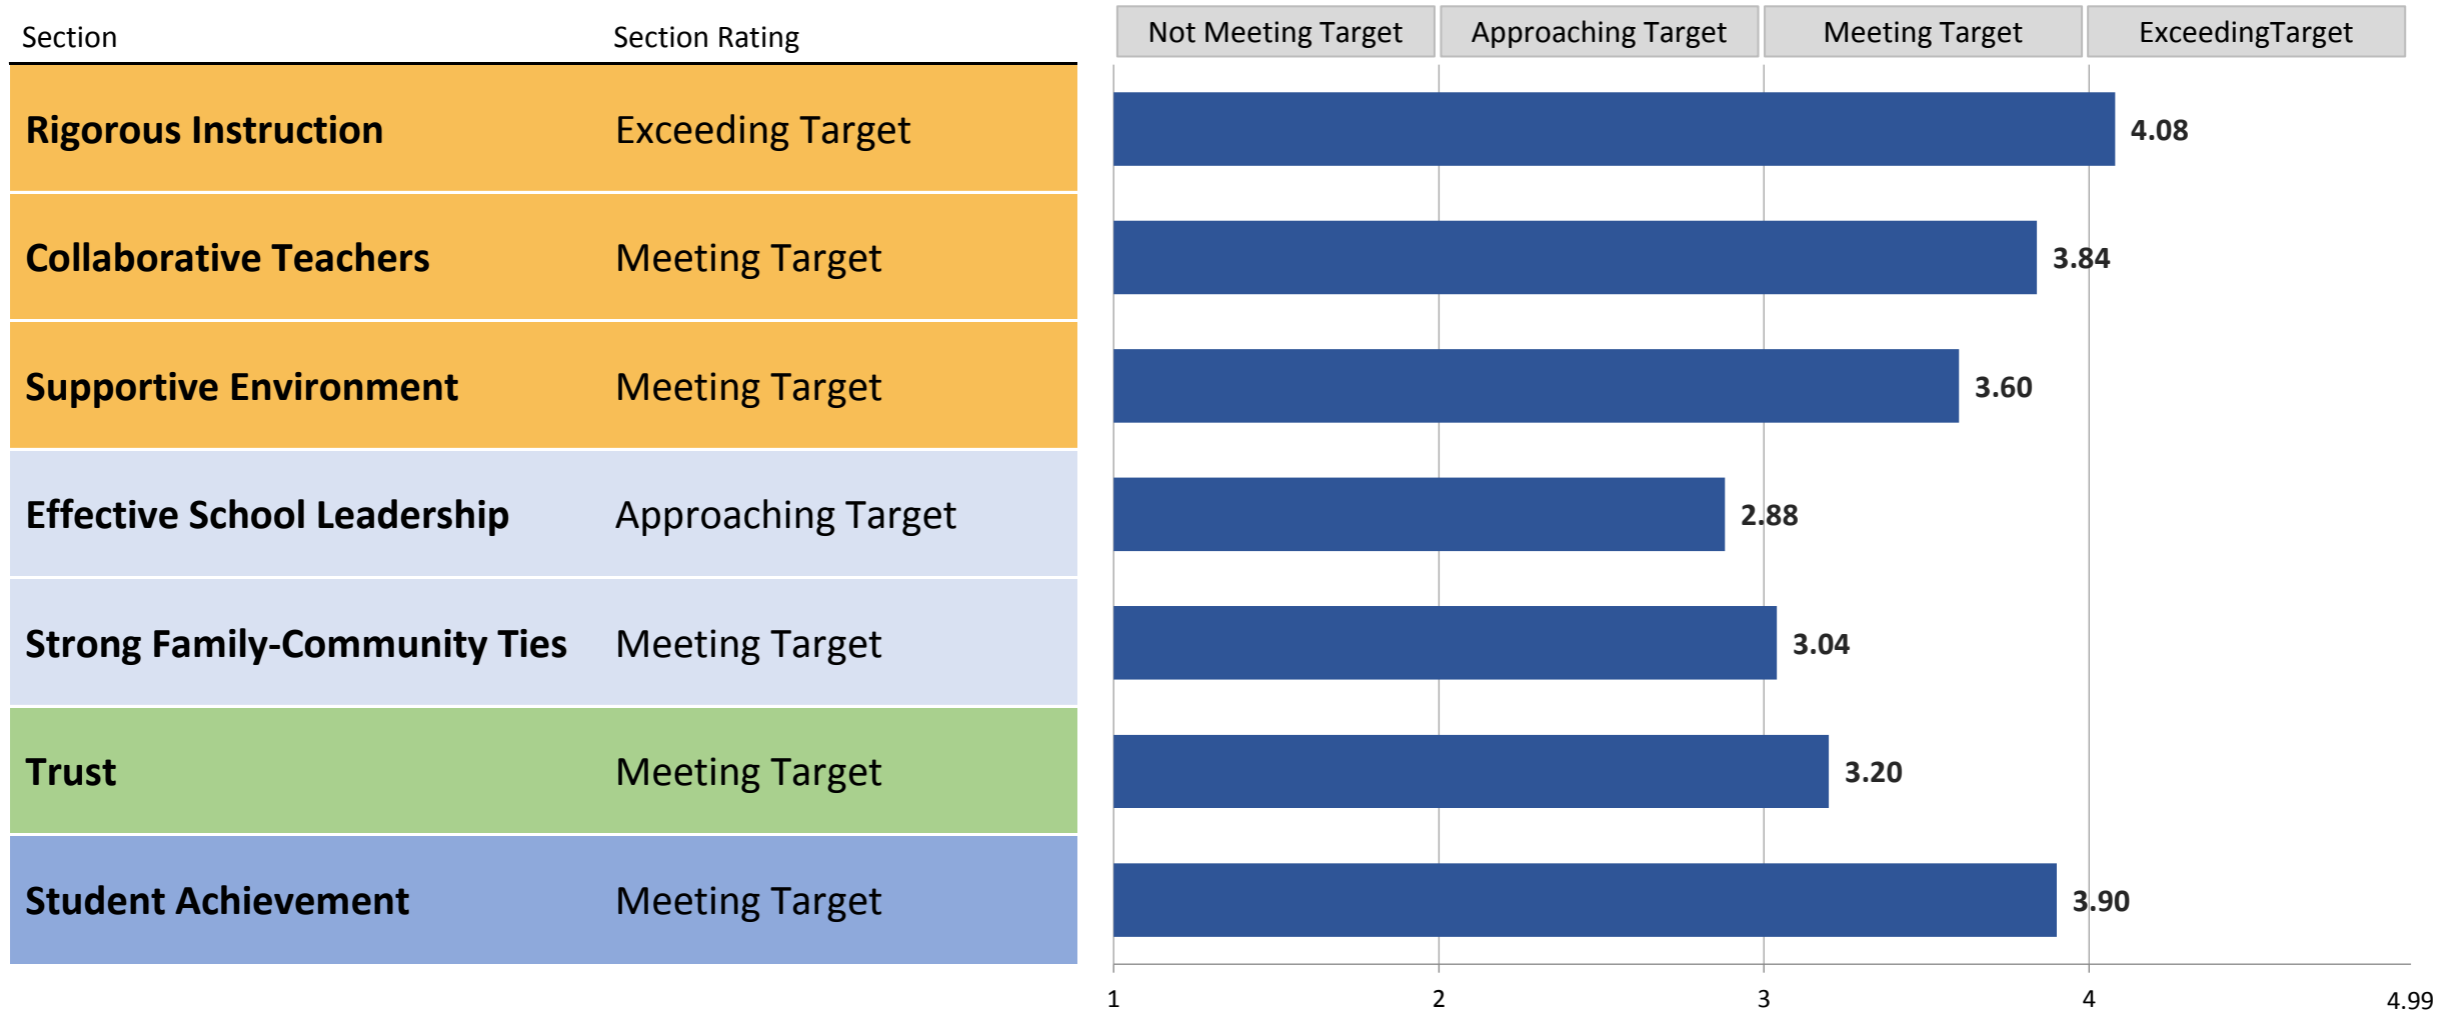 Section Section Rating Not Meeting Target Approaching Target Meeting Target ExceedingTarget
Rigorous Instruction Exceeding Target 4.08
Collaborative Teachers Meeting Target 3.84
Supportive Environment Meeting Target 3.60
Effective School Leadership Approaching Target 2.88
Strong Family-Community Ties Meeting Target 3.04
Trust Meeting Target 3.20
Student Achievement Meeting Target 3.90
1 2 3 4 4.99